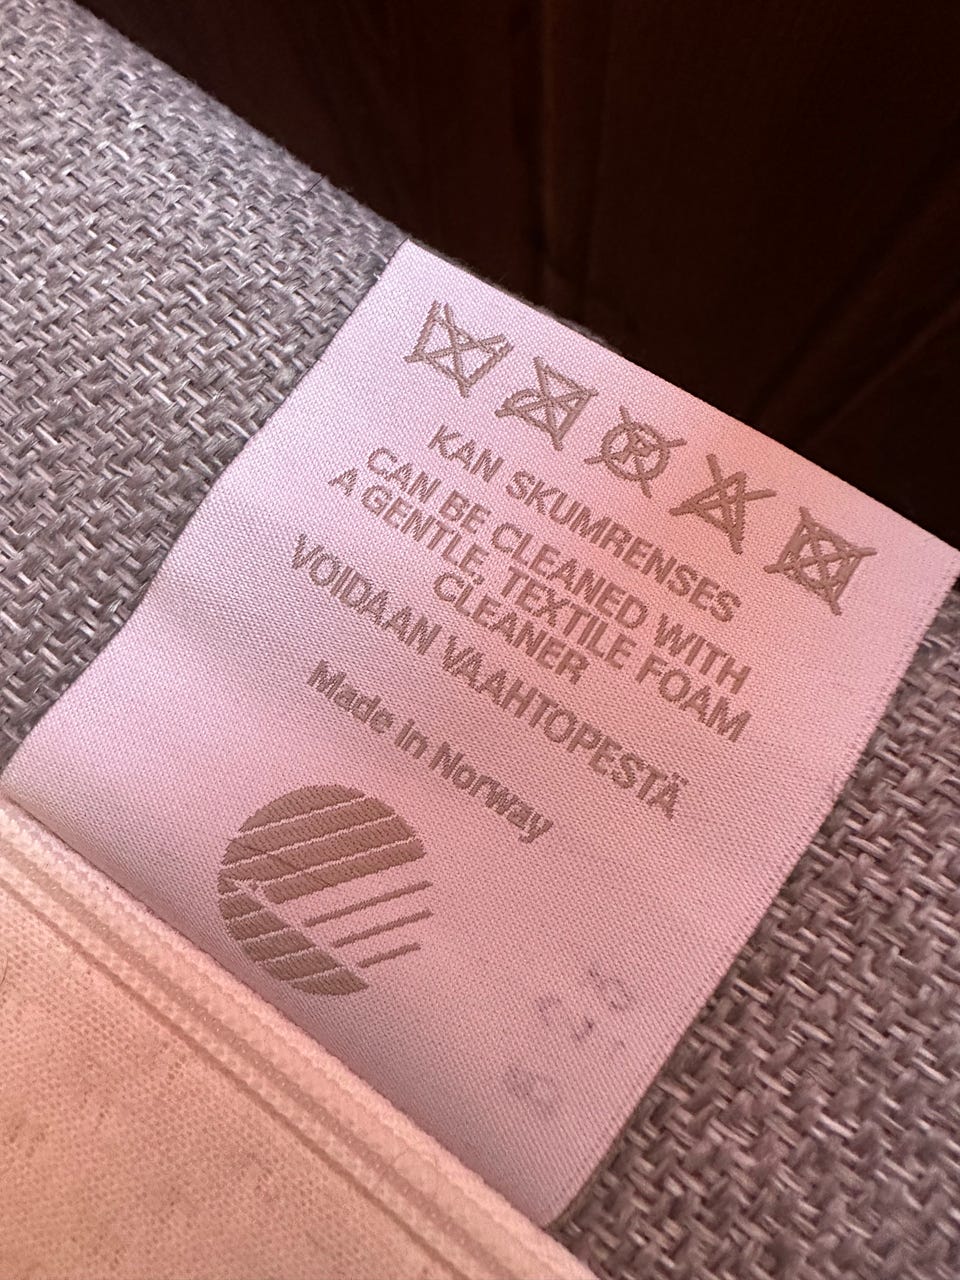 P
KAN SKUMRENSES
CAN BE CLEANED WITH
A GENTLE, TEXTILE FOAM
CLEANER
VOIDAAN VAAHTOPESTÄ
Made in Norway